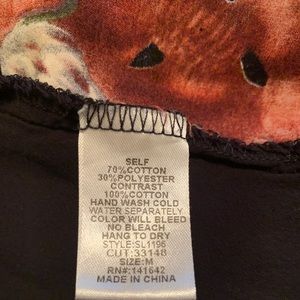 SELF
70%COTTON
30%POLYESTER
CONTRAST
100%COTTON
HAND WASH COLD
WATER SEPARATELY
COLOR WILL BLEED
NO BLEACH
HANG TO DRY
STYLE:SL1196
CUT:33148
SIZE:M
RN#:141642
MADE IN CHINA